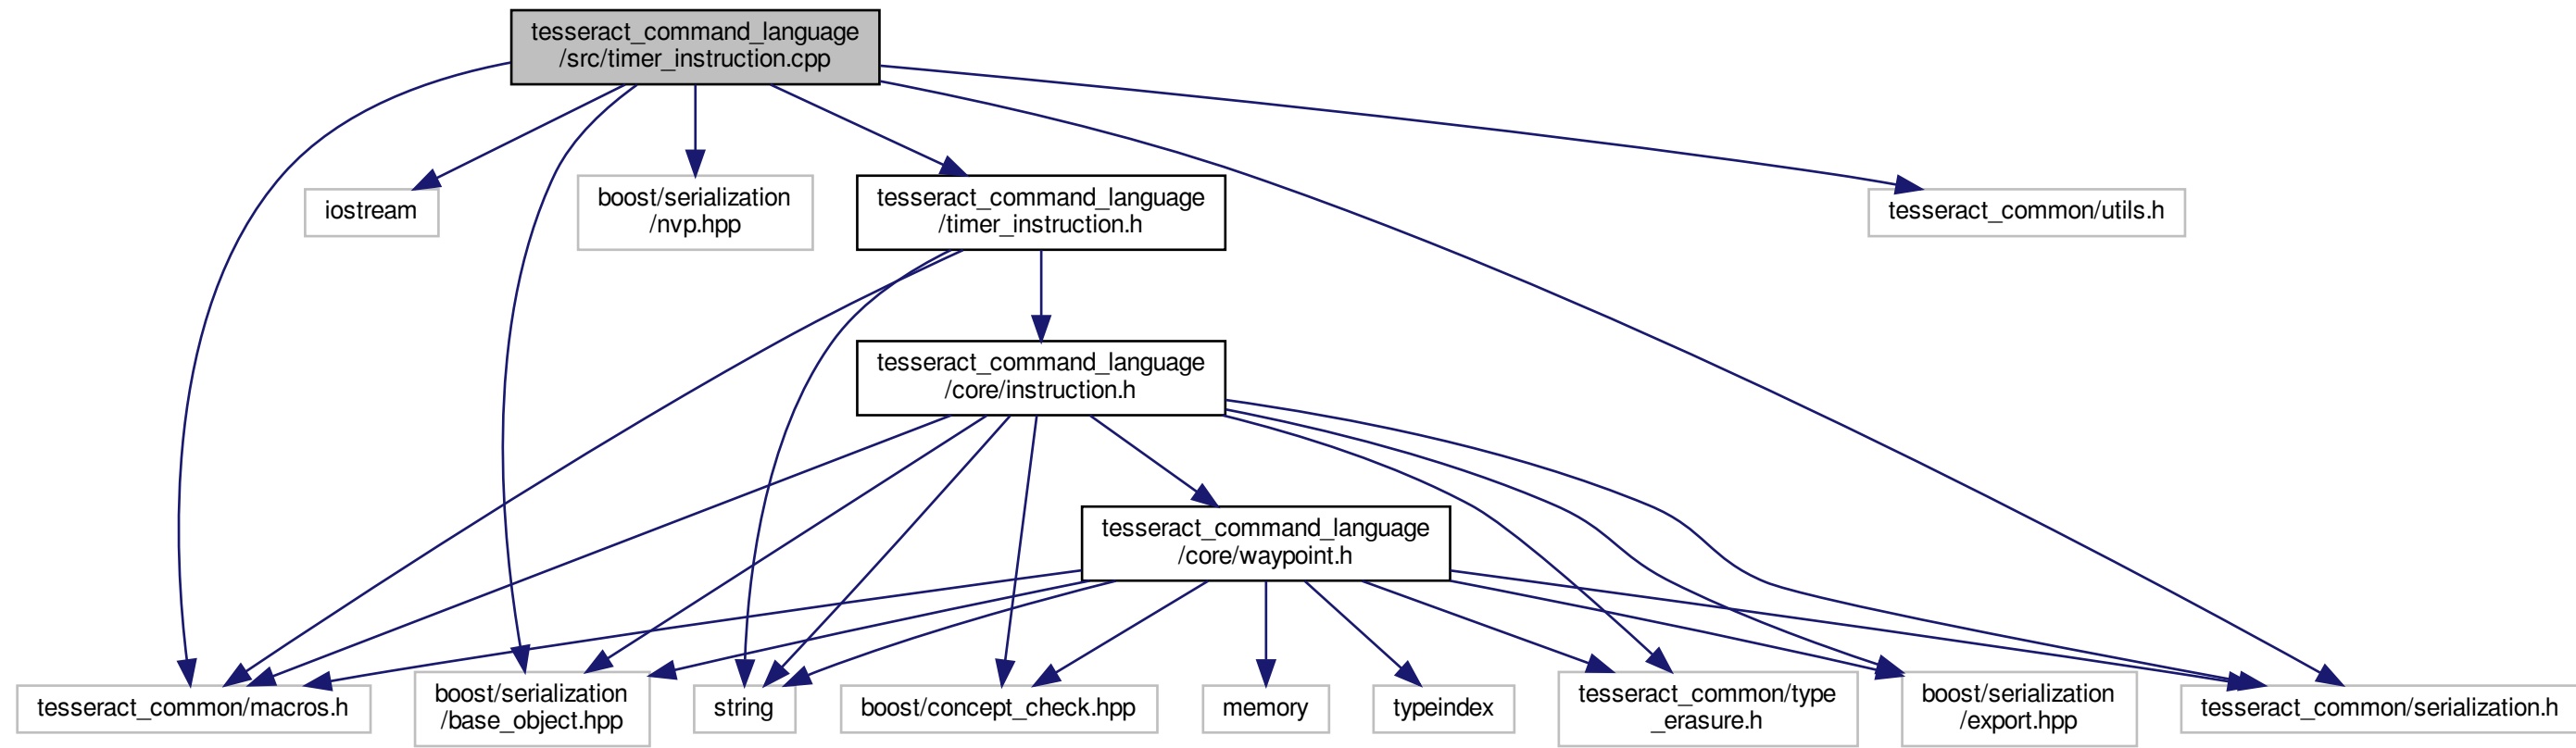 tesseract_command_language
/src/timer_instruction.cpp
iostream
boost/serialization
/nvp.hpp
tesseract_command_language
/timer_instruction.h
tesseract_common/utils.h
tesseract_command_language
/core/instruction.h
tesseract_command_language
/core/waypoint.h
tesseract_common/macros.h
boost/serialization
/base_object.hpp
string
boost/concept_check.hpp
memory
typeindex
tesseract_common/type
_erasure.h
boost/serialization
/export.hpp
tesseract_common/serialization.h